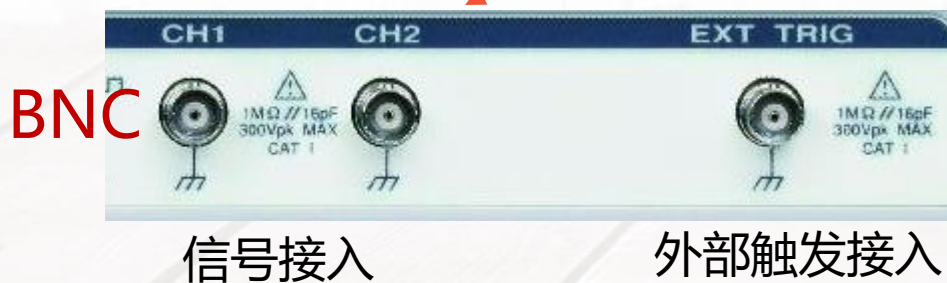 CH1 CH2 EXT TRIG
BNC
1MΩ//16pF
300Vpk MAX
CAT I
1MΩ//16pF
300Vpk MAX
CAT I
信号接入 外部触发接入